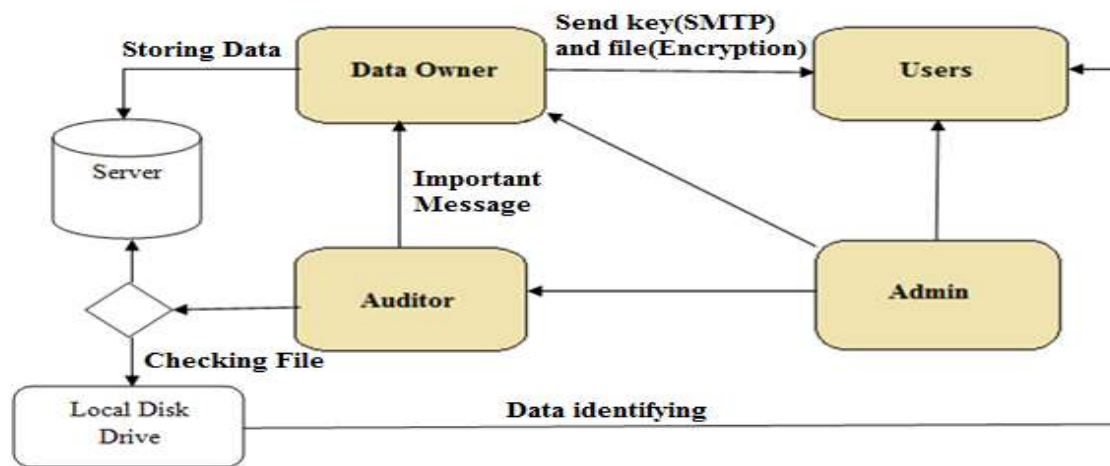 Send key(SMTP)
and file(Encryption)
Storing Data
Data Owner
Users
Server
Important
Message
Auditor
Admin
Checking File
Local Disk
Drive
Data identifying